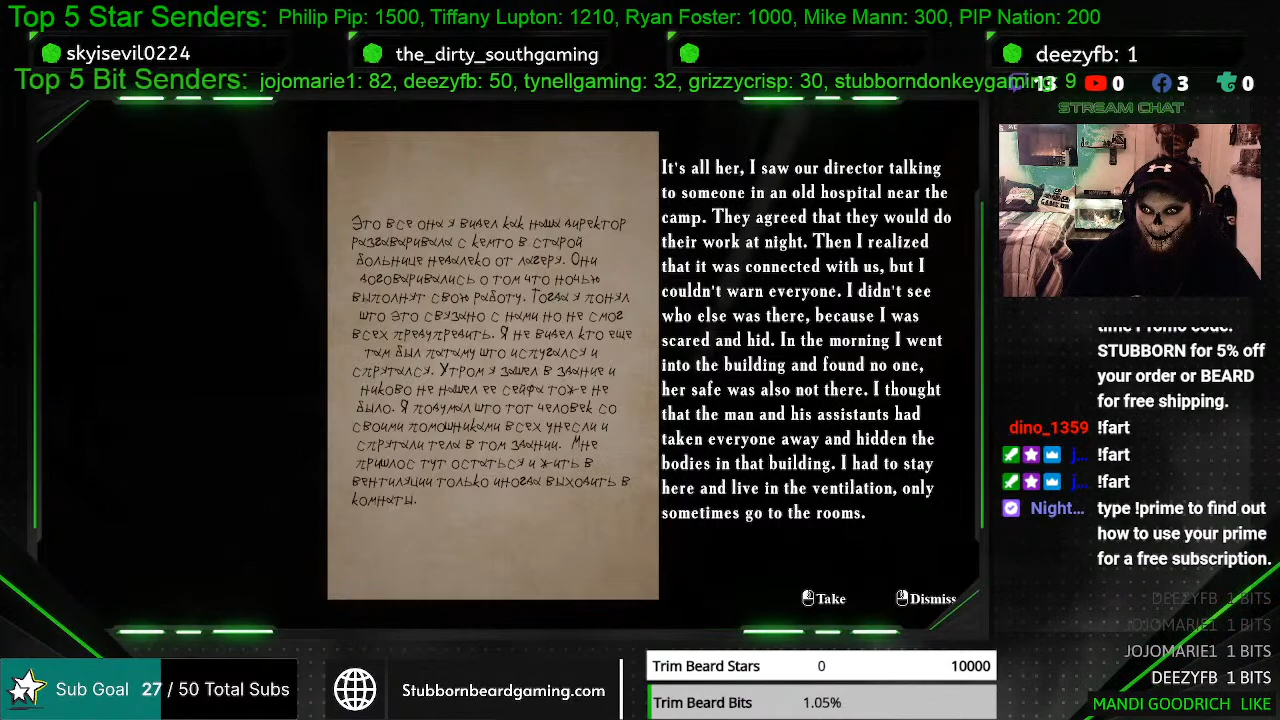 Top 5 Star Senders: Philip Pip: 1500, Tiffany Lupton: 1210, Ryan Foster: 1000, Mike Mann: 300, PIP Nation: 200
skyisevil0224
the_dirty_southgaming
deezyfb: 1
Top 5 Bit Senders: jojomarie1: 82, deezyfb: 50, tynellgaming: 32, grizzycrisp: 30, stubborndonkeygaming: 9
13 0 3 0
STREAM CHAT
Это все она я видел как наша директор
разгаваривала с кемто в старой
больнице недалеко от лагеря. Они
договаривались о том что ночью
выполнят свою работу. Тогда я понял
што это связано с нами но не смог
всех предупредить. Я не видел кто еще
там был патаму што испугался и
спрятался. Утром я зашел в здание и
никово не нашел ее сейфа тоже не
было. Я подумал што тот человек со
своими помошниками всех унесли и
спрятали тела в том здании. Мне
пришлос тут остаться и жить в
вентиляции только иногда выходить в
комнаты.
It's all her, I saw our director talking
to someone in an old hospital near the
camp. They agreed that they would do
their work at night. Then I realized
that it was connected with us, but I
couldn't warn everyone. I didn't see
who else was there, because I was
scared and hid. In the morning I went
into the building and found no one,
her safe was also not there. I thought
that the man and his assistants had
taken everyone away and hidden the
bodies in that building. I had to stay
here and live in the ventilation, only
sometimes go to the rooms.
Take
Dismiss
time Promo code:
STUBBORN for 5% off
your order or BEARD
for free shipping.
dino_1359 !fart
j... !fart
j... !fart
Night... type !prime to find out
how to use your prime
for a free subscription.
DEEZYFB 1 BITS
JOJOMARIE1 1 BITS
JOJOMARIE1 1 BITS
DEEZYFB 1 BITS
MANDI GOODRICH LIKE
Sub Goal 27 / 50 Total Subs
Stubbornbeardgaming.com
Trim Beard Stars 0 10000
Trim Beard Bits 1.05%